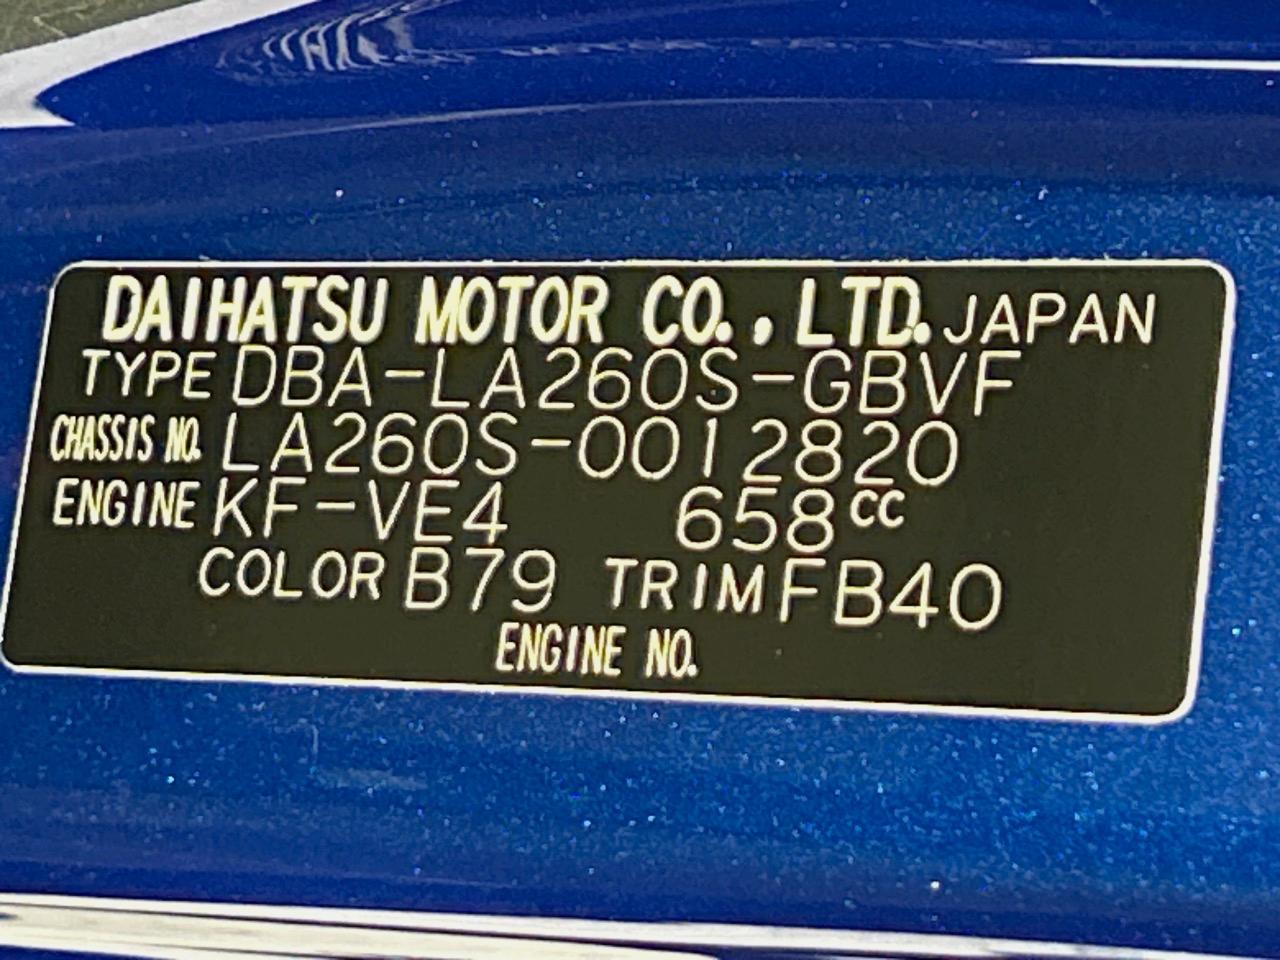 DAIHATSU MOTOR CO., LTD. JAPAN
TYPE DBA-LA260S-GBVF
CHASSIS NO. LA260S-0012820
ENGINE KF-VE4 658cc
COLOR B79 TRIM FB40
ENGINE NO.